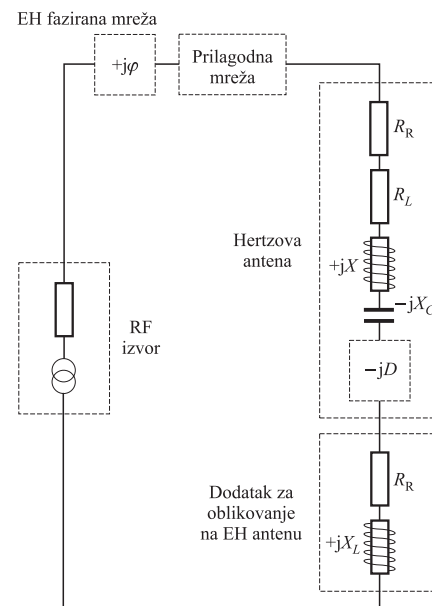 EH fazirana mreža
+jφ
Prilagodna
mreža
R_R
R_L
Hertzova
antena
+jX
−jX_C
−jD
RF
izvor
Dodatak za
oblikovanje
na EH antenu
R_R
+jX_L